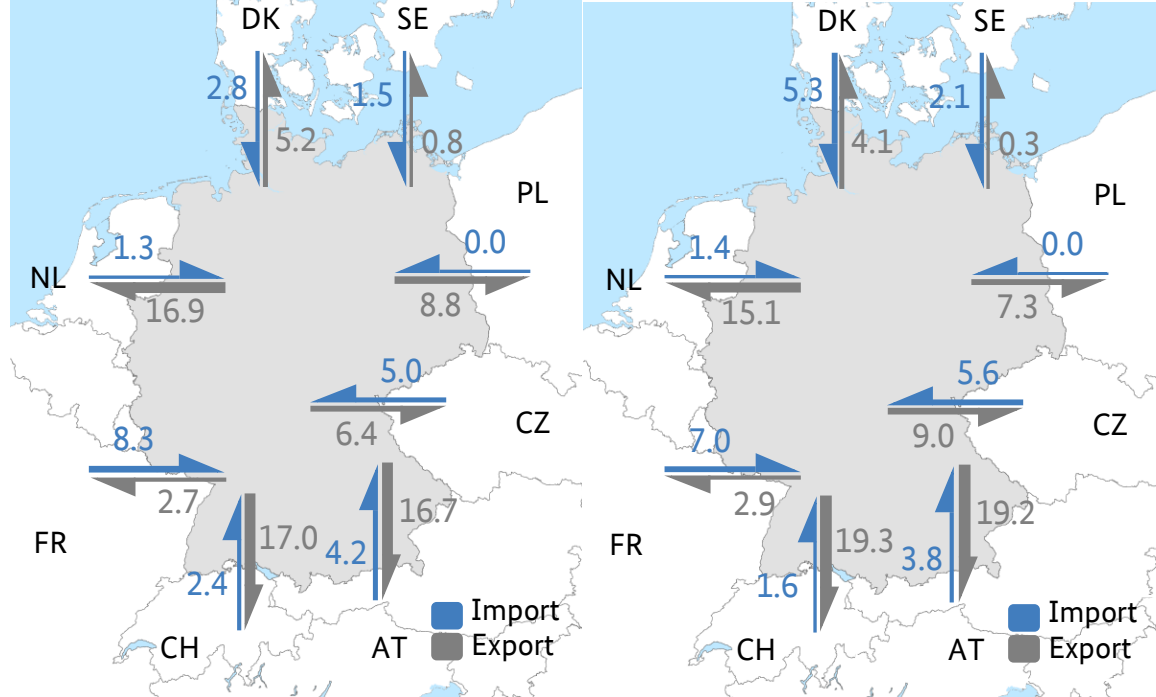 DK SE
2.8 1.5
5.2 0.8
PL
1.3 0.0
NL
16.9 8.8
5.0
CZ
8.3 6.4
2.7 16.7
FR 17.0 4.2
2.4
Import
CH AT Export
DK SE
5.3 2.1
4.1 0.3
PL
1.4 0.0
NL
15.1 7.3
5.6
CZ
7.0 9.0
2.9 19.2
FR 19.3 3.8
1.6
Import
CH AT Export